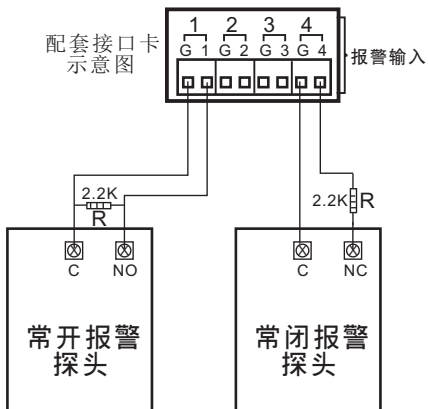 配套接口卡
示意图
1 2 3 4
G 1 G 2 G 3 G 4
报警输入
2.2K
R
2.2K R
C NO
C NC
常开报警
探头
常闭报警
探头